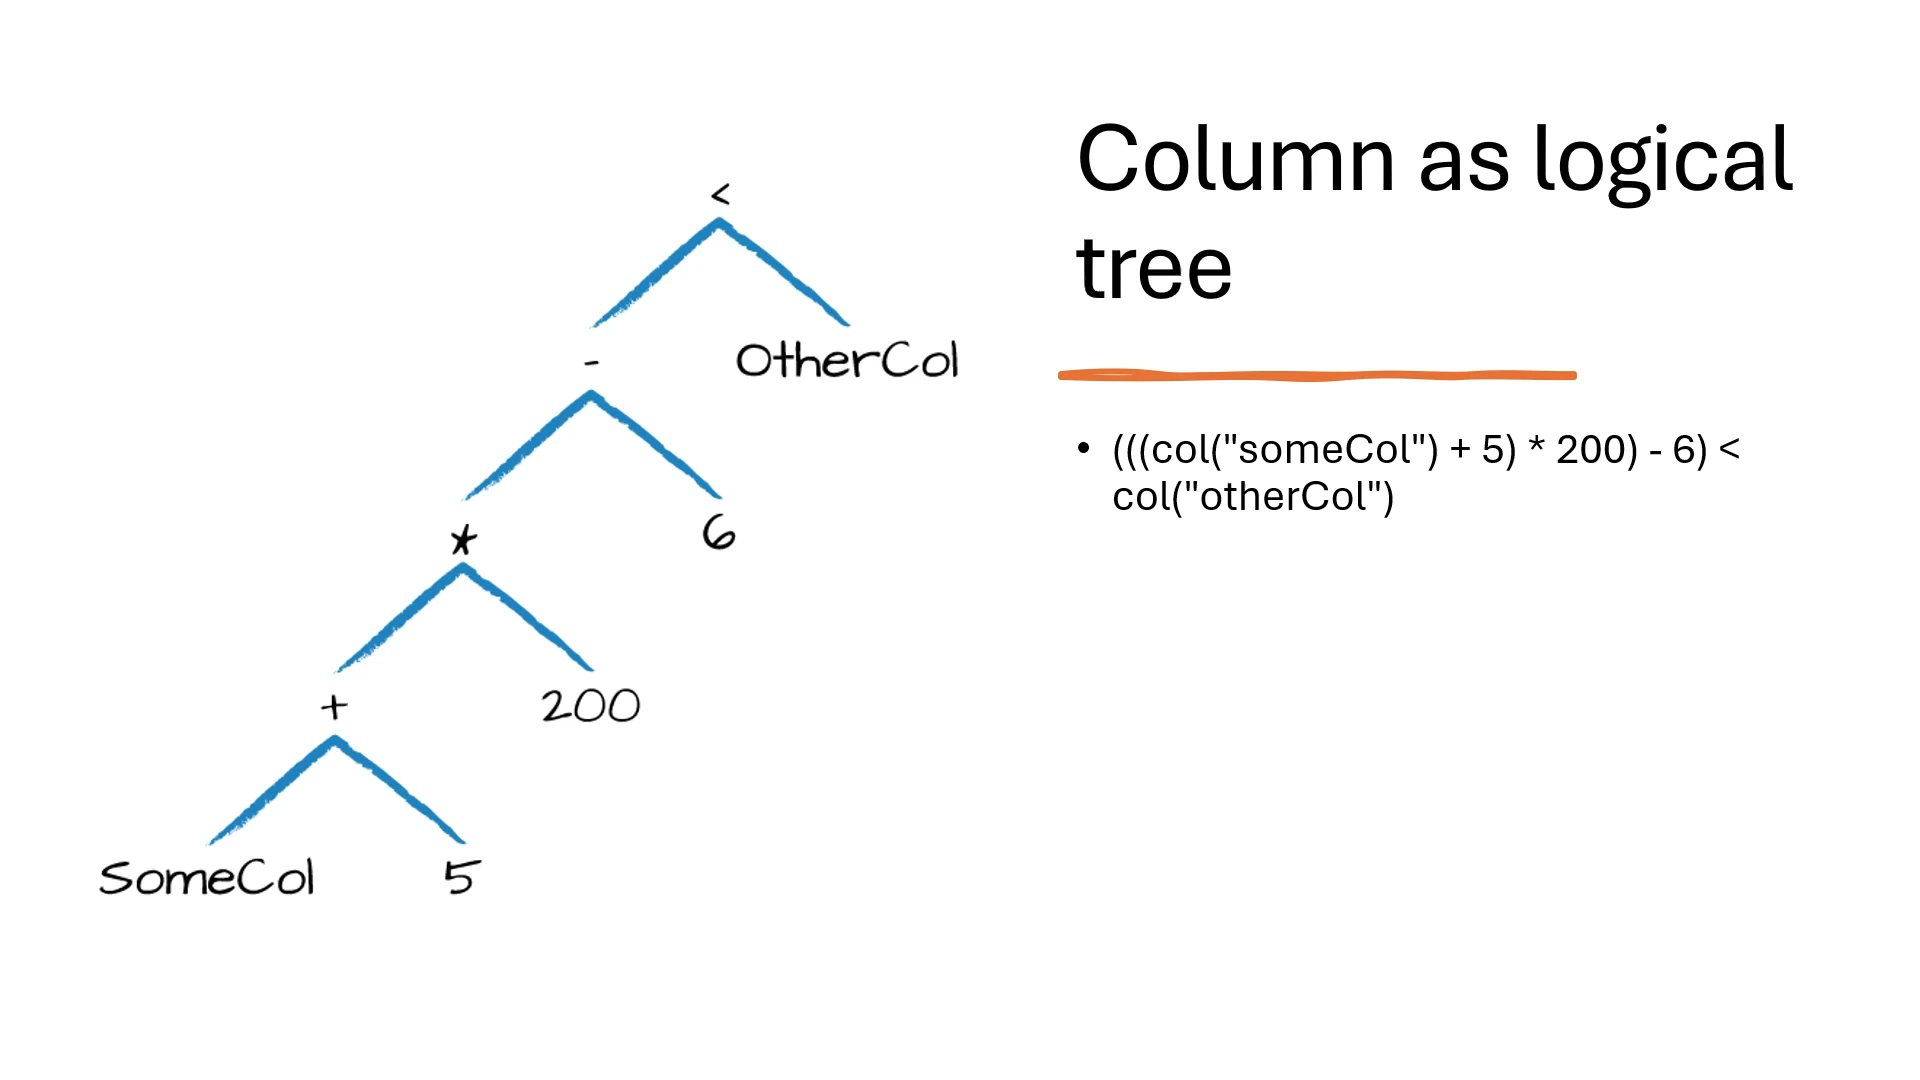 Column as logical
tree
• (((col("someCol") + 5) * 200) - 6) <
col("otherCol")
<
-
OtherCol
*
6
+
200
SomeCol
5